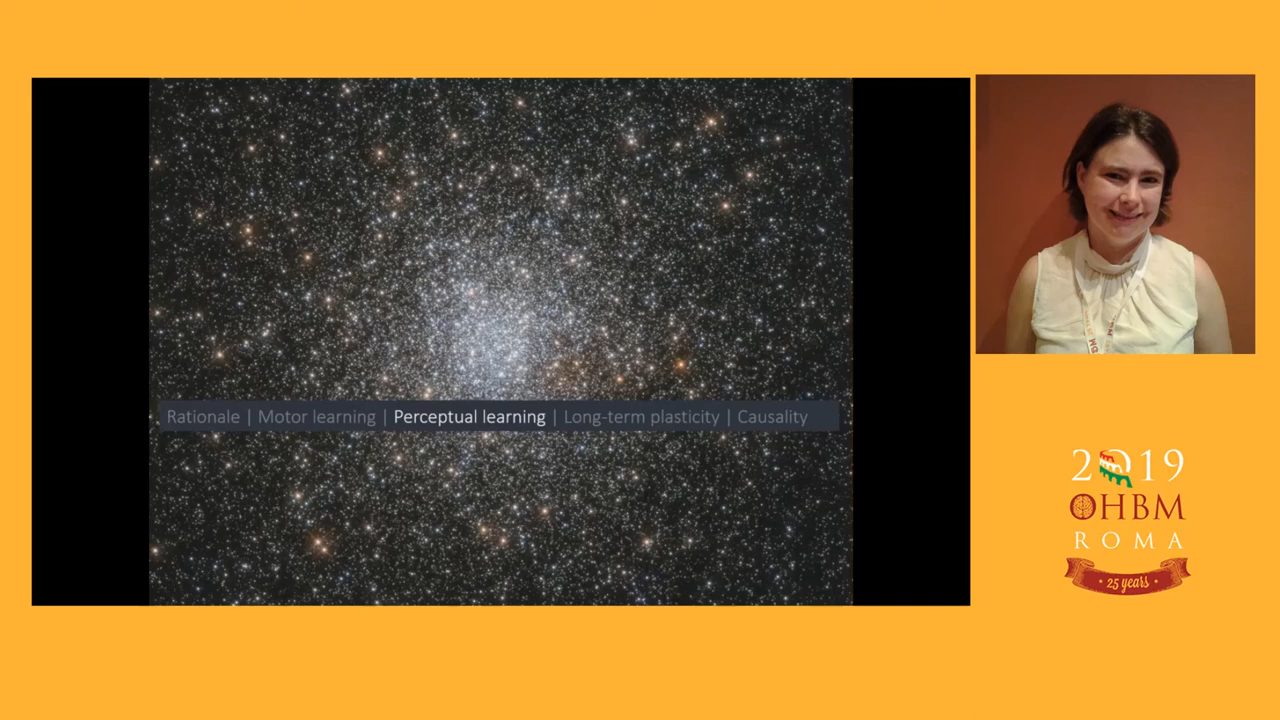 Rationale | Motor learning | Perceptual learning | Long-term plasticity | Causality
2019
OHBM
ROMA
• 25 years •